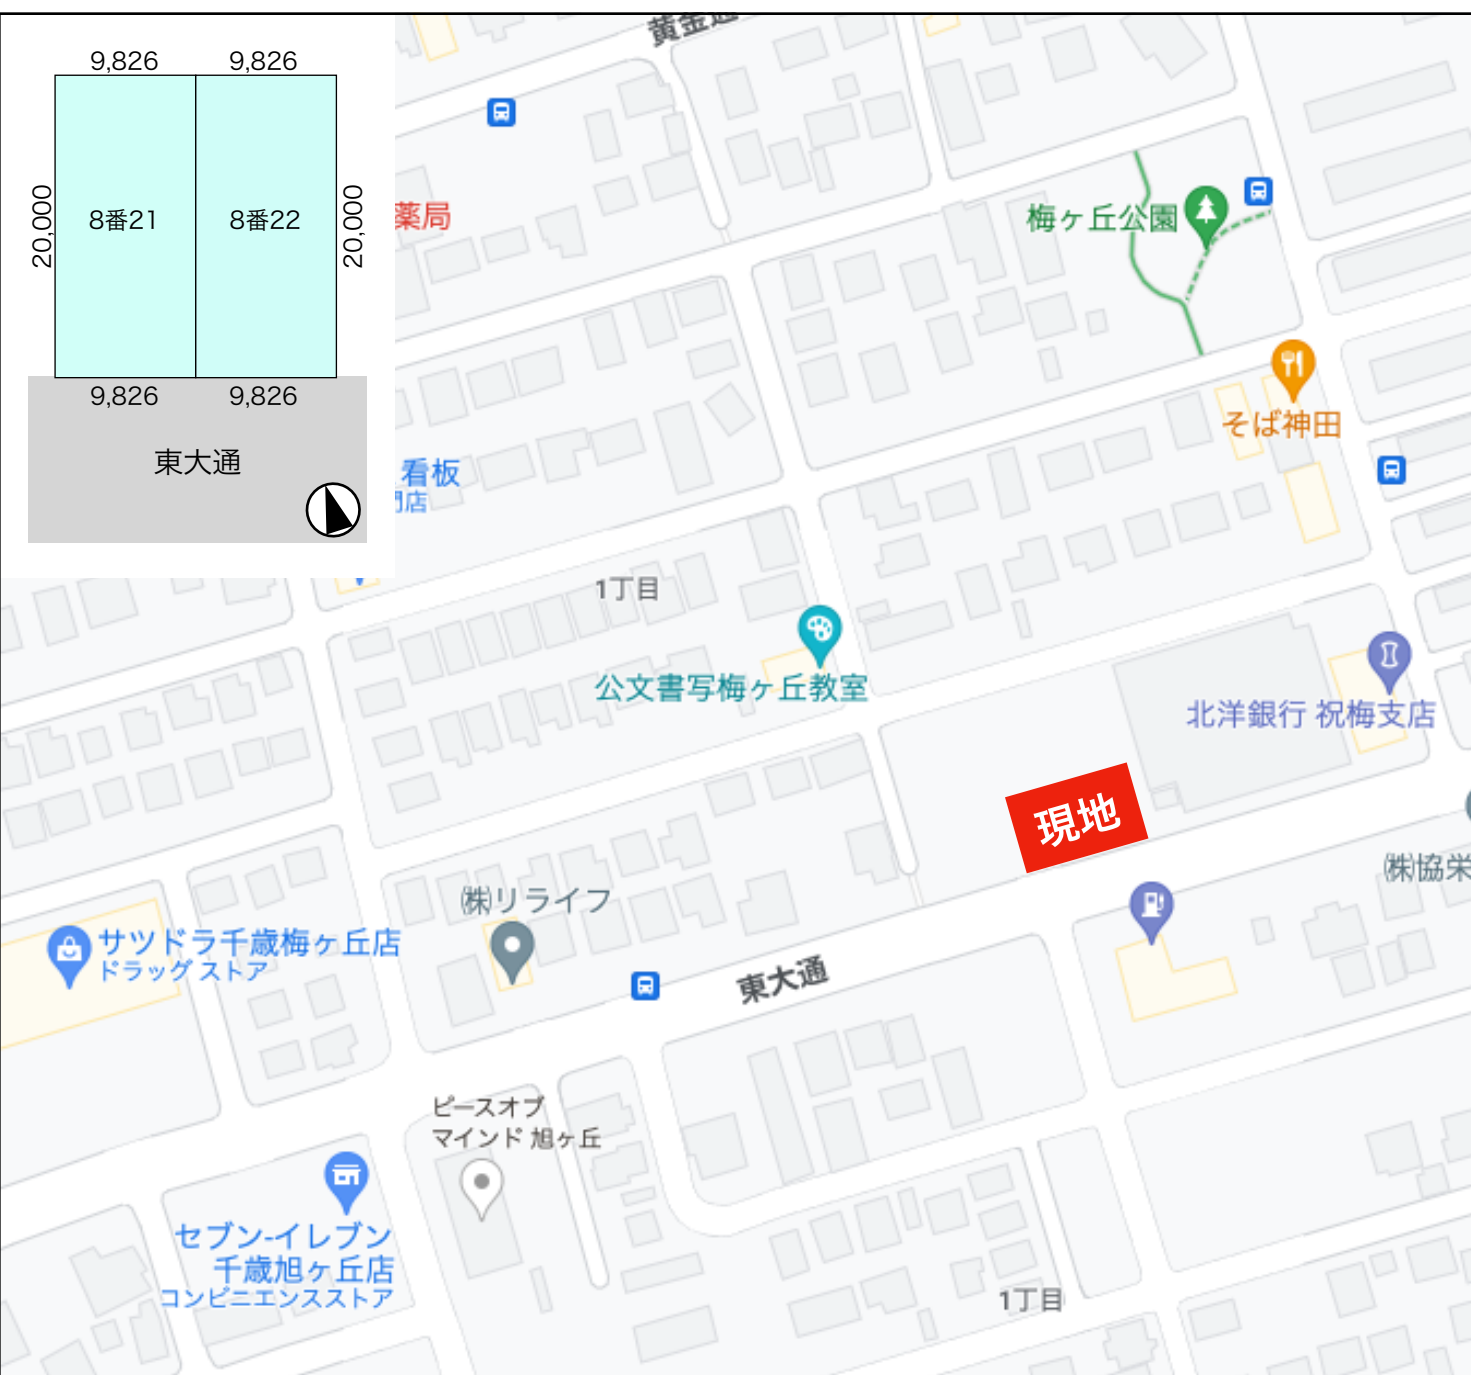 9,826
9,826
20,000
8番21
8番22
20,000
9,826
9,826
東大通
黄金通
薬局
梅ヶ丘公園
そば神田
看板
店
1丁目
公文書写梅ヶ丘教室
北洋銀行 祝梅支店
現地
㈱協栄
㈱リライフ
サツドラ千歳梅ヶ丘店
ドラッグストア
東大通
ピースオブ
マインド 旭ヶ丘
セブン-イレブン
千歳旭ヶ丘店
コンビニエンスストア
1丁目